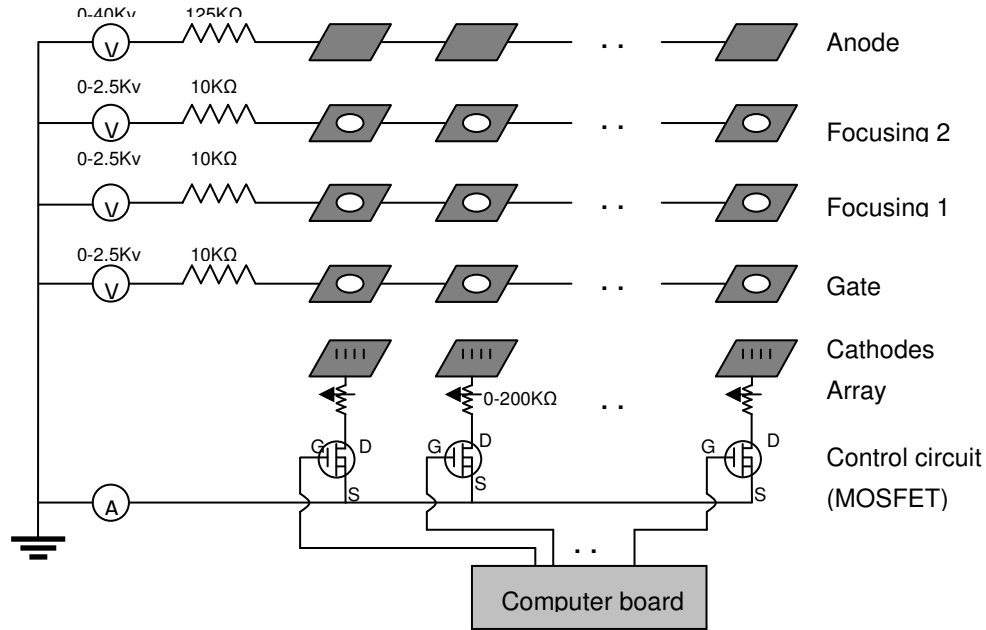 0-40Kv 125KΩ
V
Anode
0-2.5Kv 10KΩ
V
Focusing 2
0-2.5Kv 10KΩ
V
Focusing 1
0-2.5Kv 10KΩ
V
Gate
Cathodes
Array
0-200KΩ
G D G D G D
Control circuit
(MOSFET)
S S S
A
Computer board